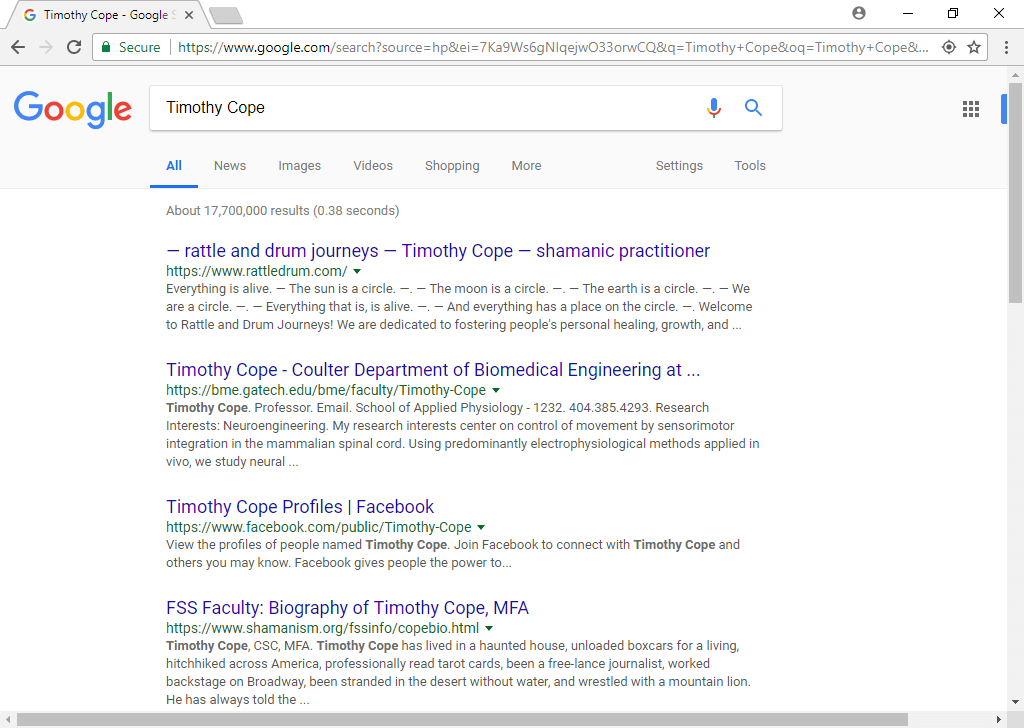 Timothy Cope - Google S
Secure
https://www.google.com/search?source=hp&ei=7Ka9Ws6gNIqejwO33orwCQ&q=Timothy+Cope&oq=Timothy+Cope&...
Google
Timothy Cope
All News Images Videos Shopping More Settings Tools
About 17,700,000 results (0.38 seconds)
— rattle and drum journeys — Timothy Cope — shamanic practitioner
https://www.rattledrum.com/
Everything is alive. — The sun is a circle. —. — The moon is a circle. —. — The earth is a circle. —. — We
are a circle. —. — Everything that is, is alive. —. — And everything has a place on the circle. —. Welcome
to Rattle and Drum Journeys! We are dedicated to fostering people's personal healing, growth, and ...
Timothy Cope - Coulter Department of Biomedical Engineering at ...
https://bme.gatech.edu/bme/faculty/Timothy-Cope
Timothy Cope. Professor. Email. School of Applied Physiology - 1232. 404.385.4293. Research
Interests: Neuroengineering. My research interests center on control of movement by sensorimotor
integration in the mammalian spinal cord. Using predominantly electrophysiological methods applied in
vivo, we study neural ...
Timothy Cope Profiles | Facebook
https://www.facebook.com/public/Timothy-Cope
View the profiles of people named Timothy Cope. Join Facebook to connect with Timothy Cope and
others you may know. Facebook gives people the power to...
FSS Faculty: Biography of Timothy Cope, MFA
https://www.shamanism.org/fssinfo/copebio.html
Timothy Cope, CSC, MFA. Timothy Cope has lived in a haunted house, unloaded boxcars for a living,
hitchhiked across America, professionally read tarot cards, been a free-lance journalist, worked
backstage on Broadway, been stranded in the desert without water, and wrestled with a mountain lion.
He has always told the ...